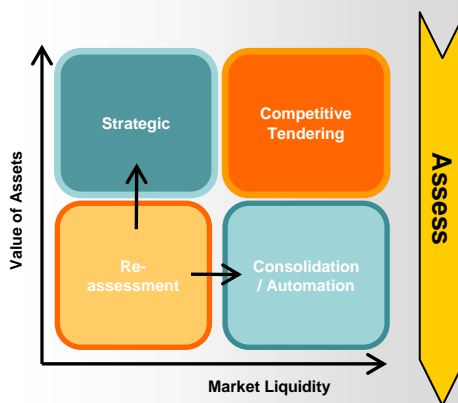 Strategic
Competitive
Tendering
Value of Assets
Re-
assessment
Consolidation
/ Automation
Market Liquidity
Assess